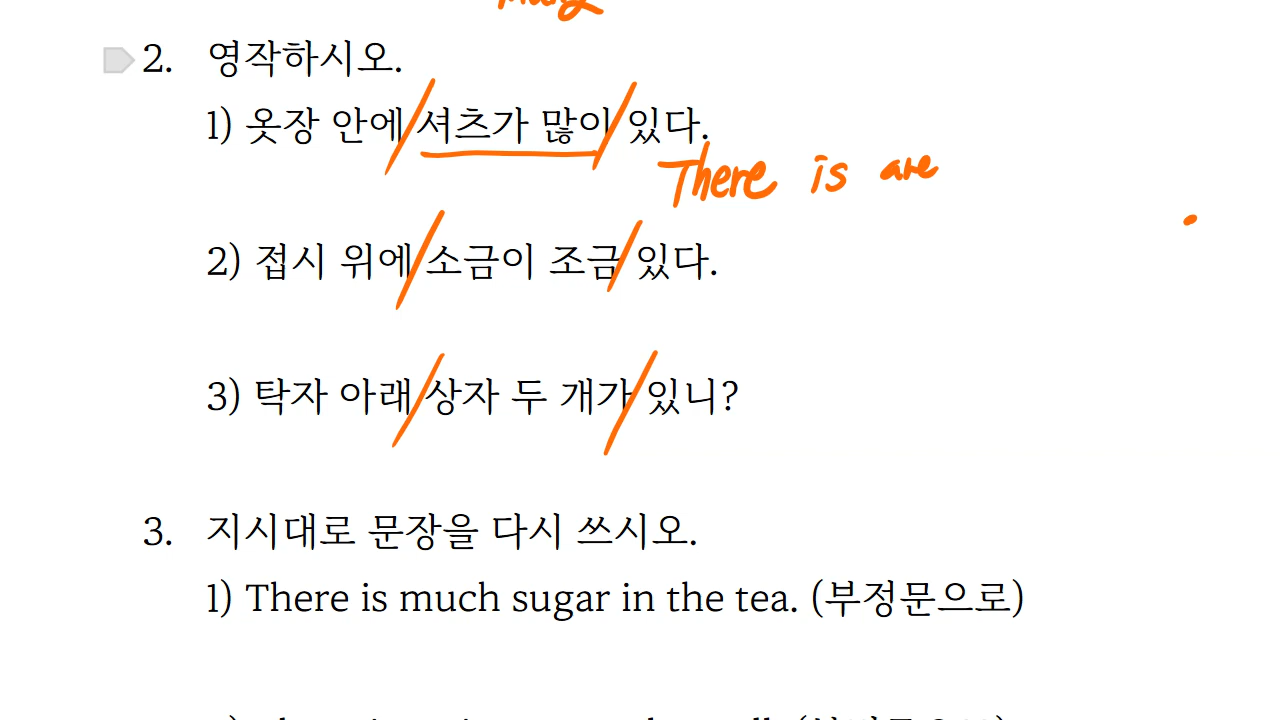 2. 영작하시오.
1) 옷장 안에 셔츠가 많이 있다.
There is are
2) 접시 위에 소금이 조금 있다.
3) 탁자 아래 상자 두 개가 있니?
3. 지시대로 문장을 다시 쓰시오.
1) There is much sugar in the tea. (부정문으로)